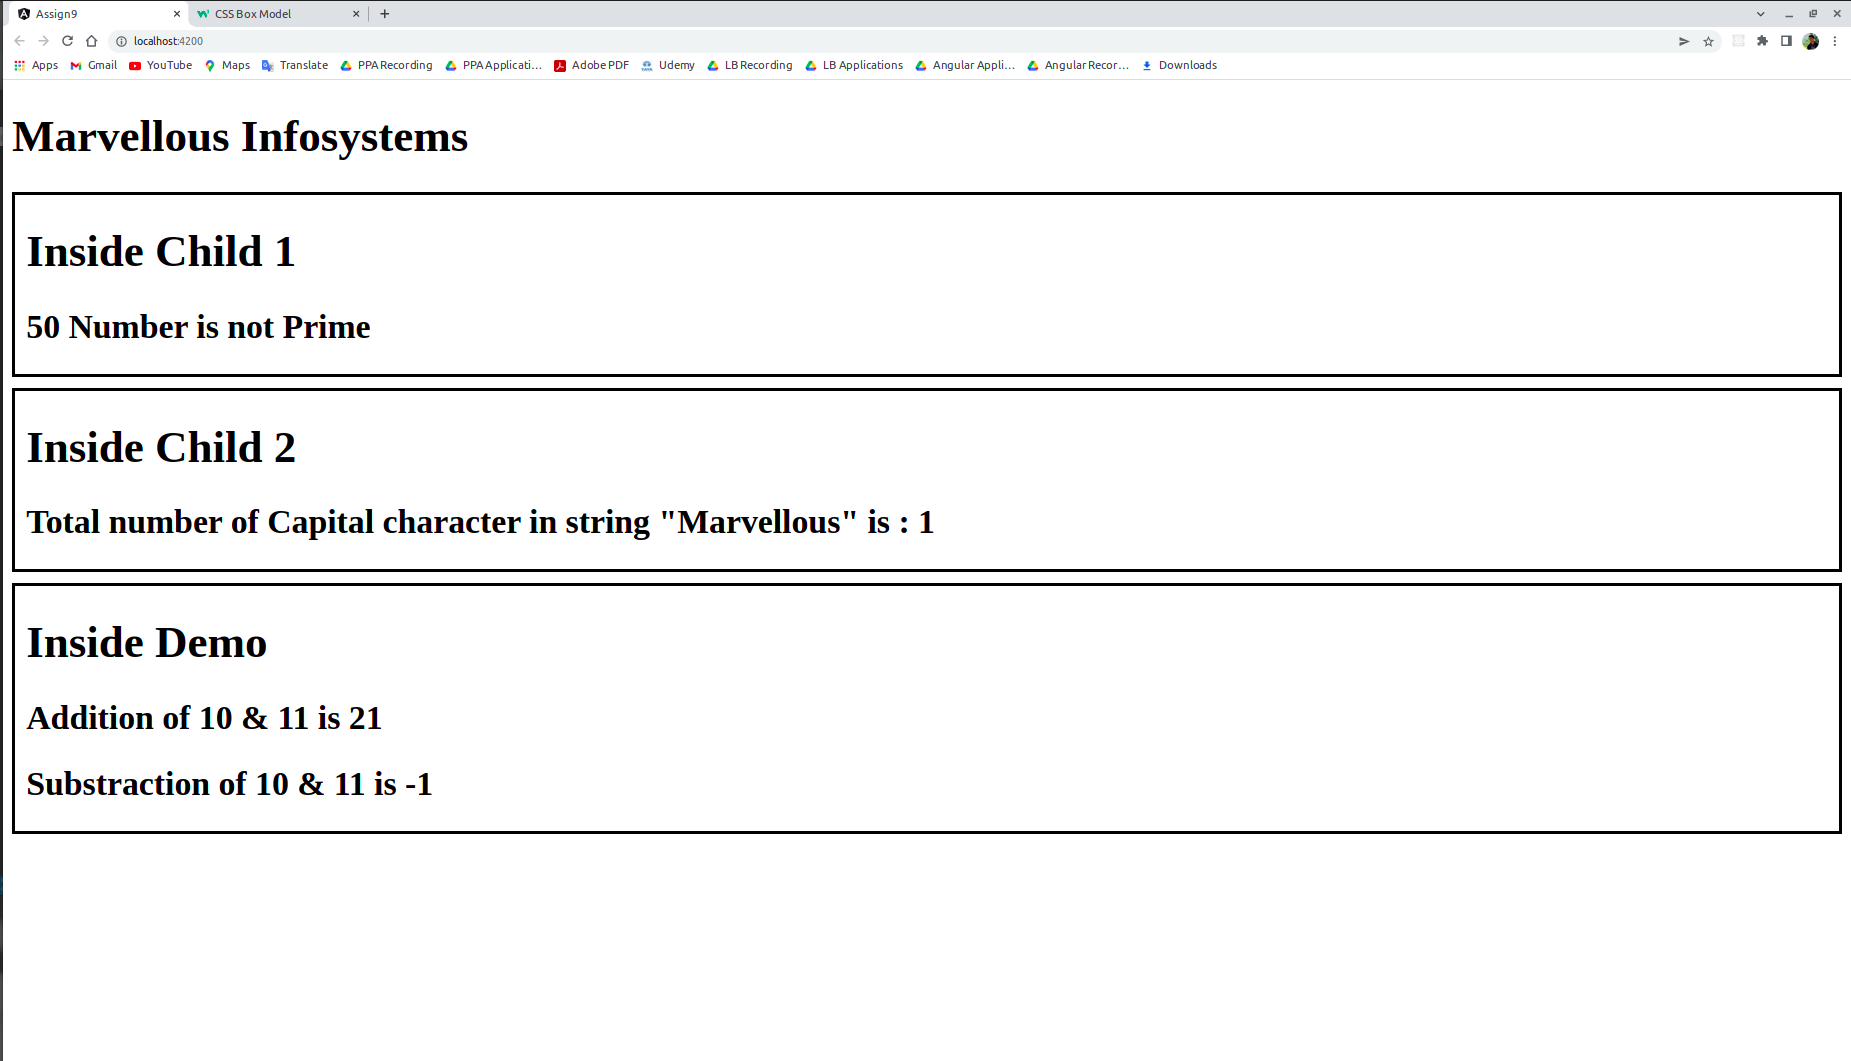 Assign9
CSS Box Model
localhost:4200
Apps Gmail YouTube Maps Translate PPA Recording PPA Applicati... Adobe PDF Udemy LB Recording LB Applications Angular Appli... Angular Recor... Downloads
Marvellous Infosystems
Inside Child 1
50 Number is not Prime
Inside Child 2
Total number of Capital character in string "Marvellous" is : 1
Inside Demo
Addition of 10 & 11 is 21
Substraction of 10 & 11 is -1